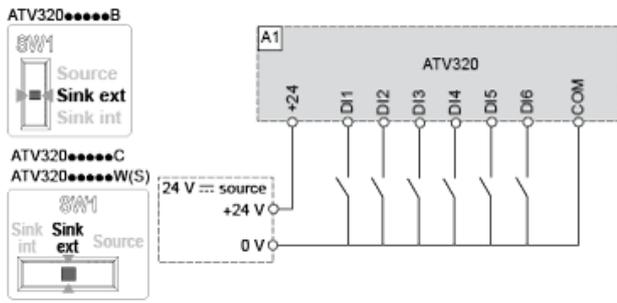 ATV320●●●●●B
SW1
Source
Sink ext
Sink int
ATV320●●●●●C
ATV320●●●●●W(S)
SW1
Sink int
Sink ext
Source
A1
ATV320
+24
DI1
DI2
DI3
DI4
DI5
DI6
COM
24 V ⎓ source
+24 V
0 V